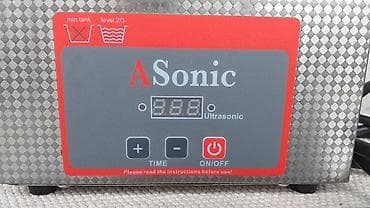 min tank level 2/3
ASonic
888
Ultrasonic
+ −
TIME ON/OFF
Please read the instructions before use!